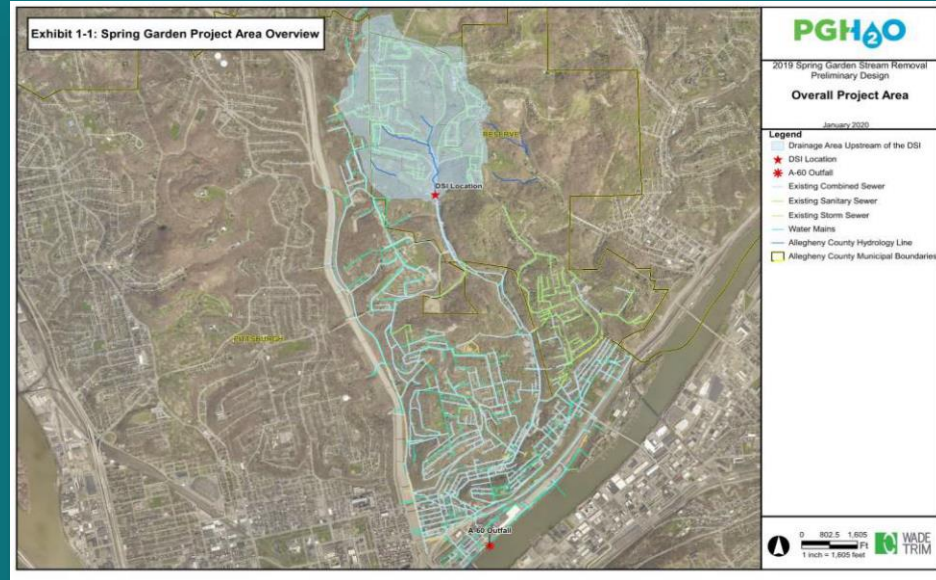 Exhibit 1-1: Spring Garden Project Area Overview
PGH2O
2019 Spring Garden Stream Removal
Preliminary Design
Overall Project Area
January 2020
Legend
Drainage Area Upstream of the DSI
DSI Location
A-60 Outfall
Existing Combined Sewer
Existing Sanitary Sewer
Existing Storm Sewer
Water Mains
Allegheny County Hydrology Line
Allegheny County Municipal Boundaries
RESERVE
DSI Location
PITTSBURGH
A-60 Outfall
0 802.5 1,605
Ft
1 inch = 1,605 feet
WADE
TRIM